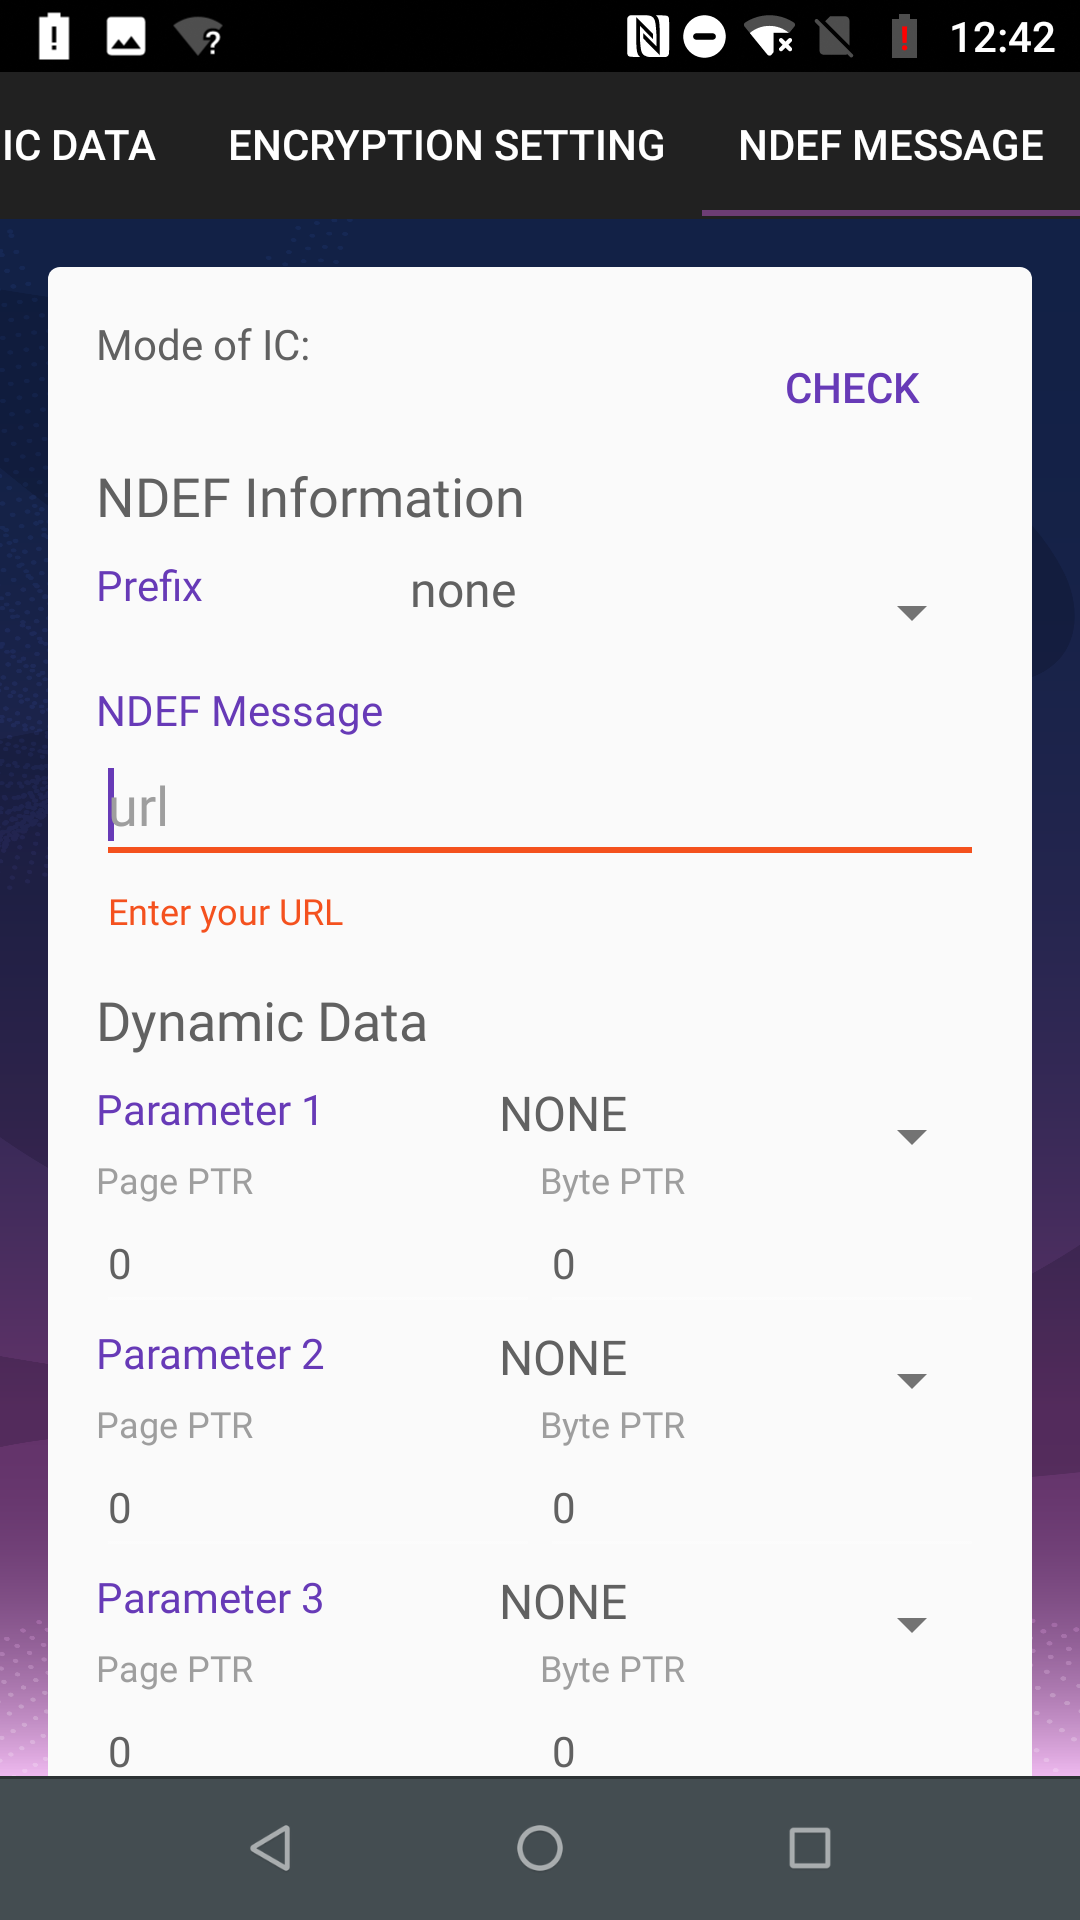 12:42
IC DATA ENCRYPTION SETTING NDEF MESSAGE
Mode of IC:
CHECK
NDEF Information
Prefix none
NDEF Message
url
Enter your URL
Dynamic Data
Parameter 1 NONE
Page PTR Byte PTR
0 0
Parameter 2 NONE
Page PTR Byte PTR
0 0
Parameter 3 NONE
Page PTR Byte PTR
0 0